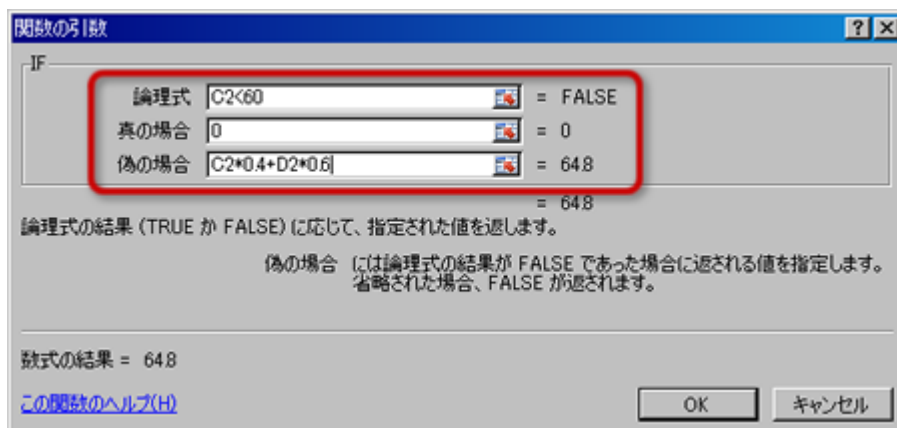 関数の引数
IF
論理式 C2<60 = FALSE
真の場合 0 = 0
偽の場合 C2*0.4+D2*0.6 = 64.8
= 64.8
論理式の結果 (TRUE か FALSE) に応じて、指定された値を返します。
偽の場合 には論理式の結果が FALSE であった場合に返される値を指定します。
省略された場合、FALSE が返されます。
数式の結果 = 64.8
この関数のヘルプ(H)
OK キャンセル